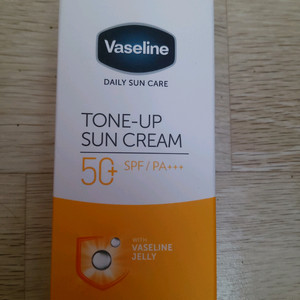 Vaseline
DAILY SUN CARE
TONE-UP
SUN CREAM
50+ SPF / PA+++
WITH
VASELINE
JELLY